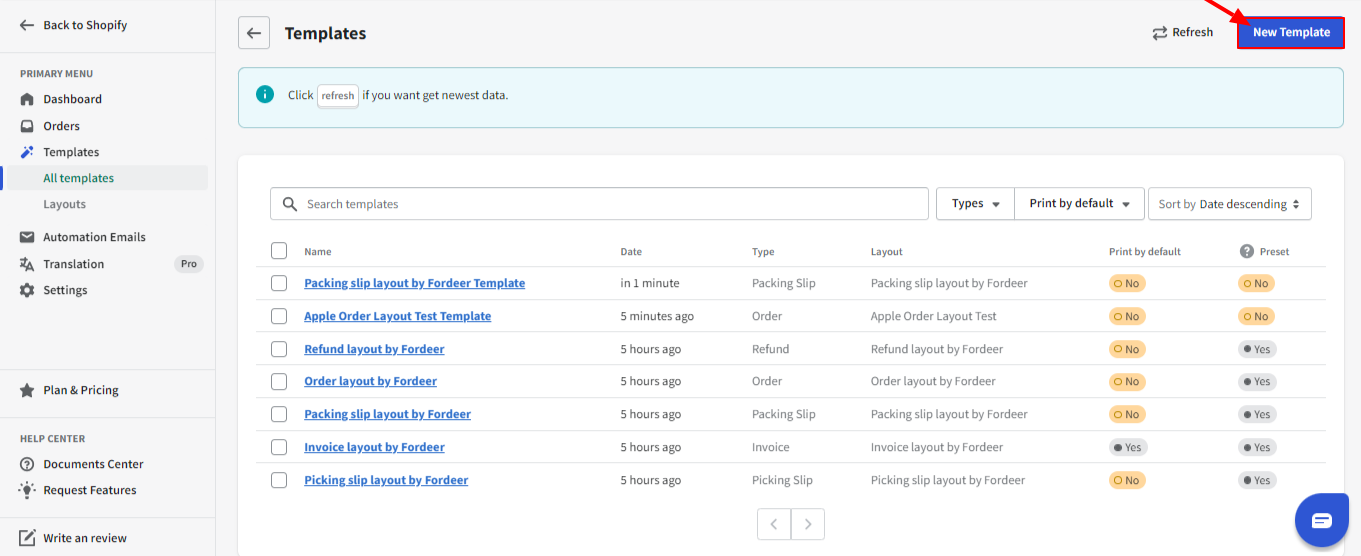 Back to Shopify
PRIMARY MENU
Dashboard
Orders
Templates
All templates
Layouts
Automation Emails
Translation Pro
Settings
Plan & Pricing
HELP CENTER
Documents Center
Request Features
Write an review
Templates
Refresh
New Template
Click refresh if you want get newest data.
Search templates
Types
Print by default
Sort by Date descending
Name Date Type Layout Print by default Preset
Packing slip layout by Fordeer Template in 1 minute Packing Slip Packing slip layout by Fordeer No No
Apple Order Layout Test Template 5 minutes ago Order Apple Order Layout Test No No
Refund layout by Fordeer 5 hours ago Refund Refund layout by Fordeer No Yes
Order layout by Fordeer 5 hours ago Order Order layout by Fordeer No Yes
Packing slip layout by Fordeer 5 hours ago Packing Slip Packing slip layout by Fordeer No Yes
Invoice layout by Fordeer 5 hours ago Invoice Invoice layout by Fordeer Yes Yes
Picking slip layout by Fordeer 5 hours ago Picking Slip Picking slip layout by Fordeer No Yes